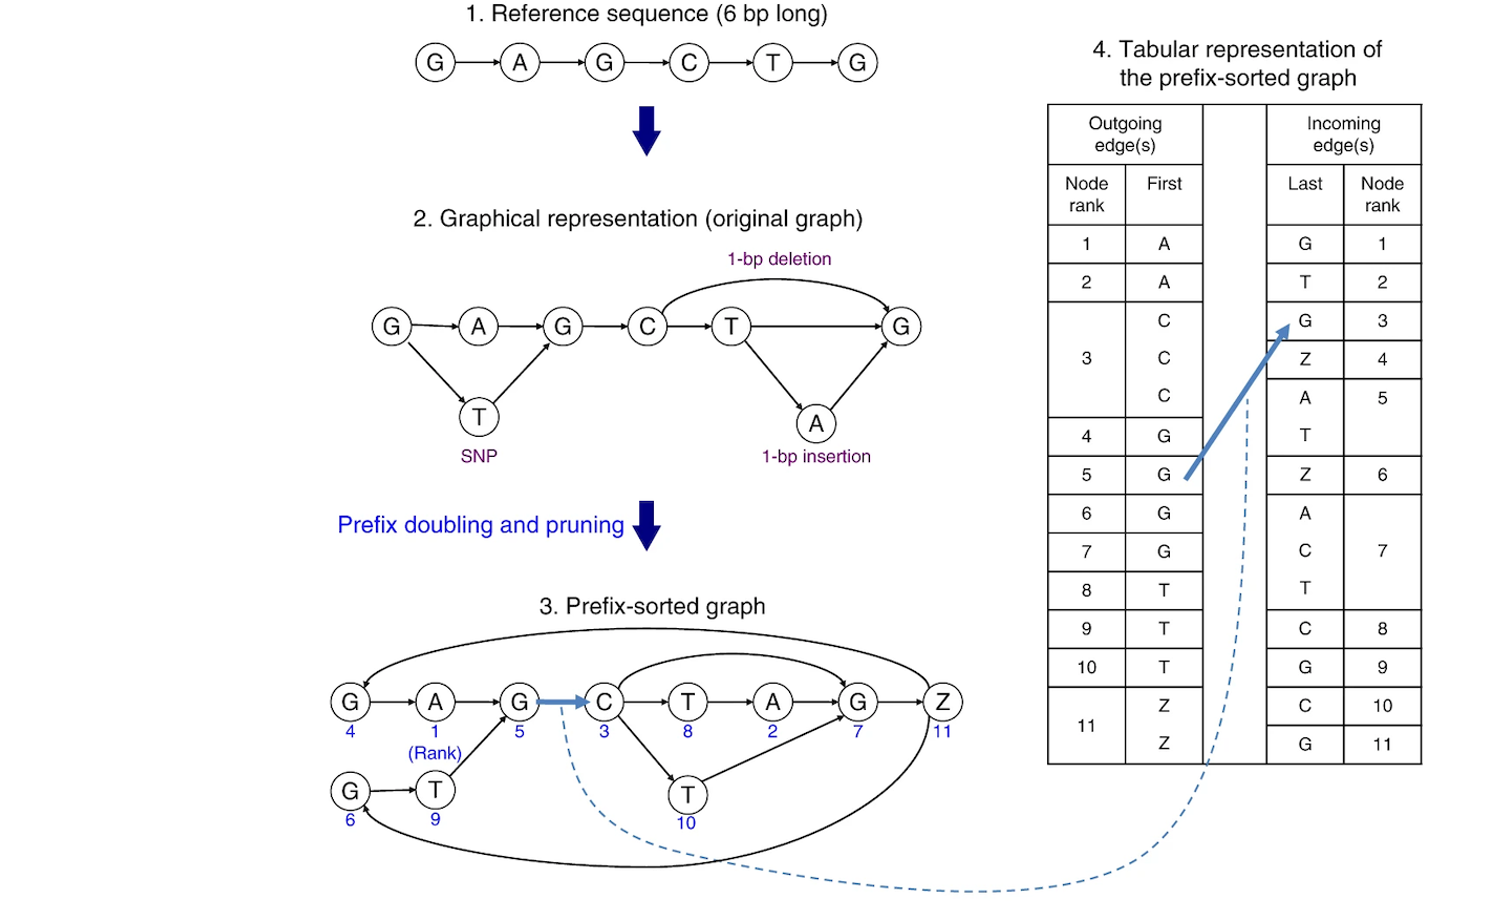 1. Reference sequence (6 bp long)
G A G C T G
2. Graphical representation (original graph)
1-bp deletion
G A G C T G
T A
SNP 1-bp insertion
Prefix doubling and pruning
3. Prefix-sorted graph
G A G C T A G Z
4 1 5 3 8 2 7 11
(Rank)
G T T
6 9 10
4. Tabular representation of
the prefix-sorted graph
Outgoing Incoming
edge(s) edge(s)
Node First Last Node
rank rank
1 A G 1
2 A T 2
C G 3
3 C Z 4
C A 5
4 G T
5 G Z 6
6 G A
7 G C 7
8 T T
9 T C 8
10 T G 9
Z C 10
11
Z G 11